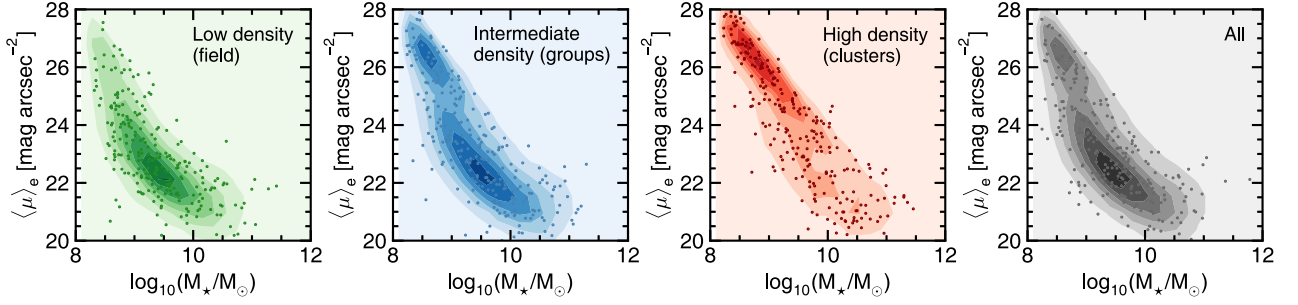 28
26
24
22
20
⟨μ⟩e [mag arcsec−2]
8
10
12
log10(M⋆/M⊙)
Low density
(field)
28
26
24
22
20
⟨μ⟩e [mag arcsec−2]
8
10
12
log10(M⋆/M⊙)
Intermediate
density (groups)
28
26
24
22
20
⟨μ⟩e [mag arcsec−2]
8
10
12
log10(M⋆/M⊙)
High density
(clusters)
28
26
24
22
20
⟨μ⟩e [mag arcsec−2]
8
10
12
log10(M⋆/M⊙)
All